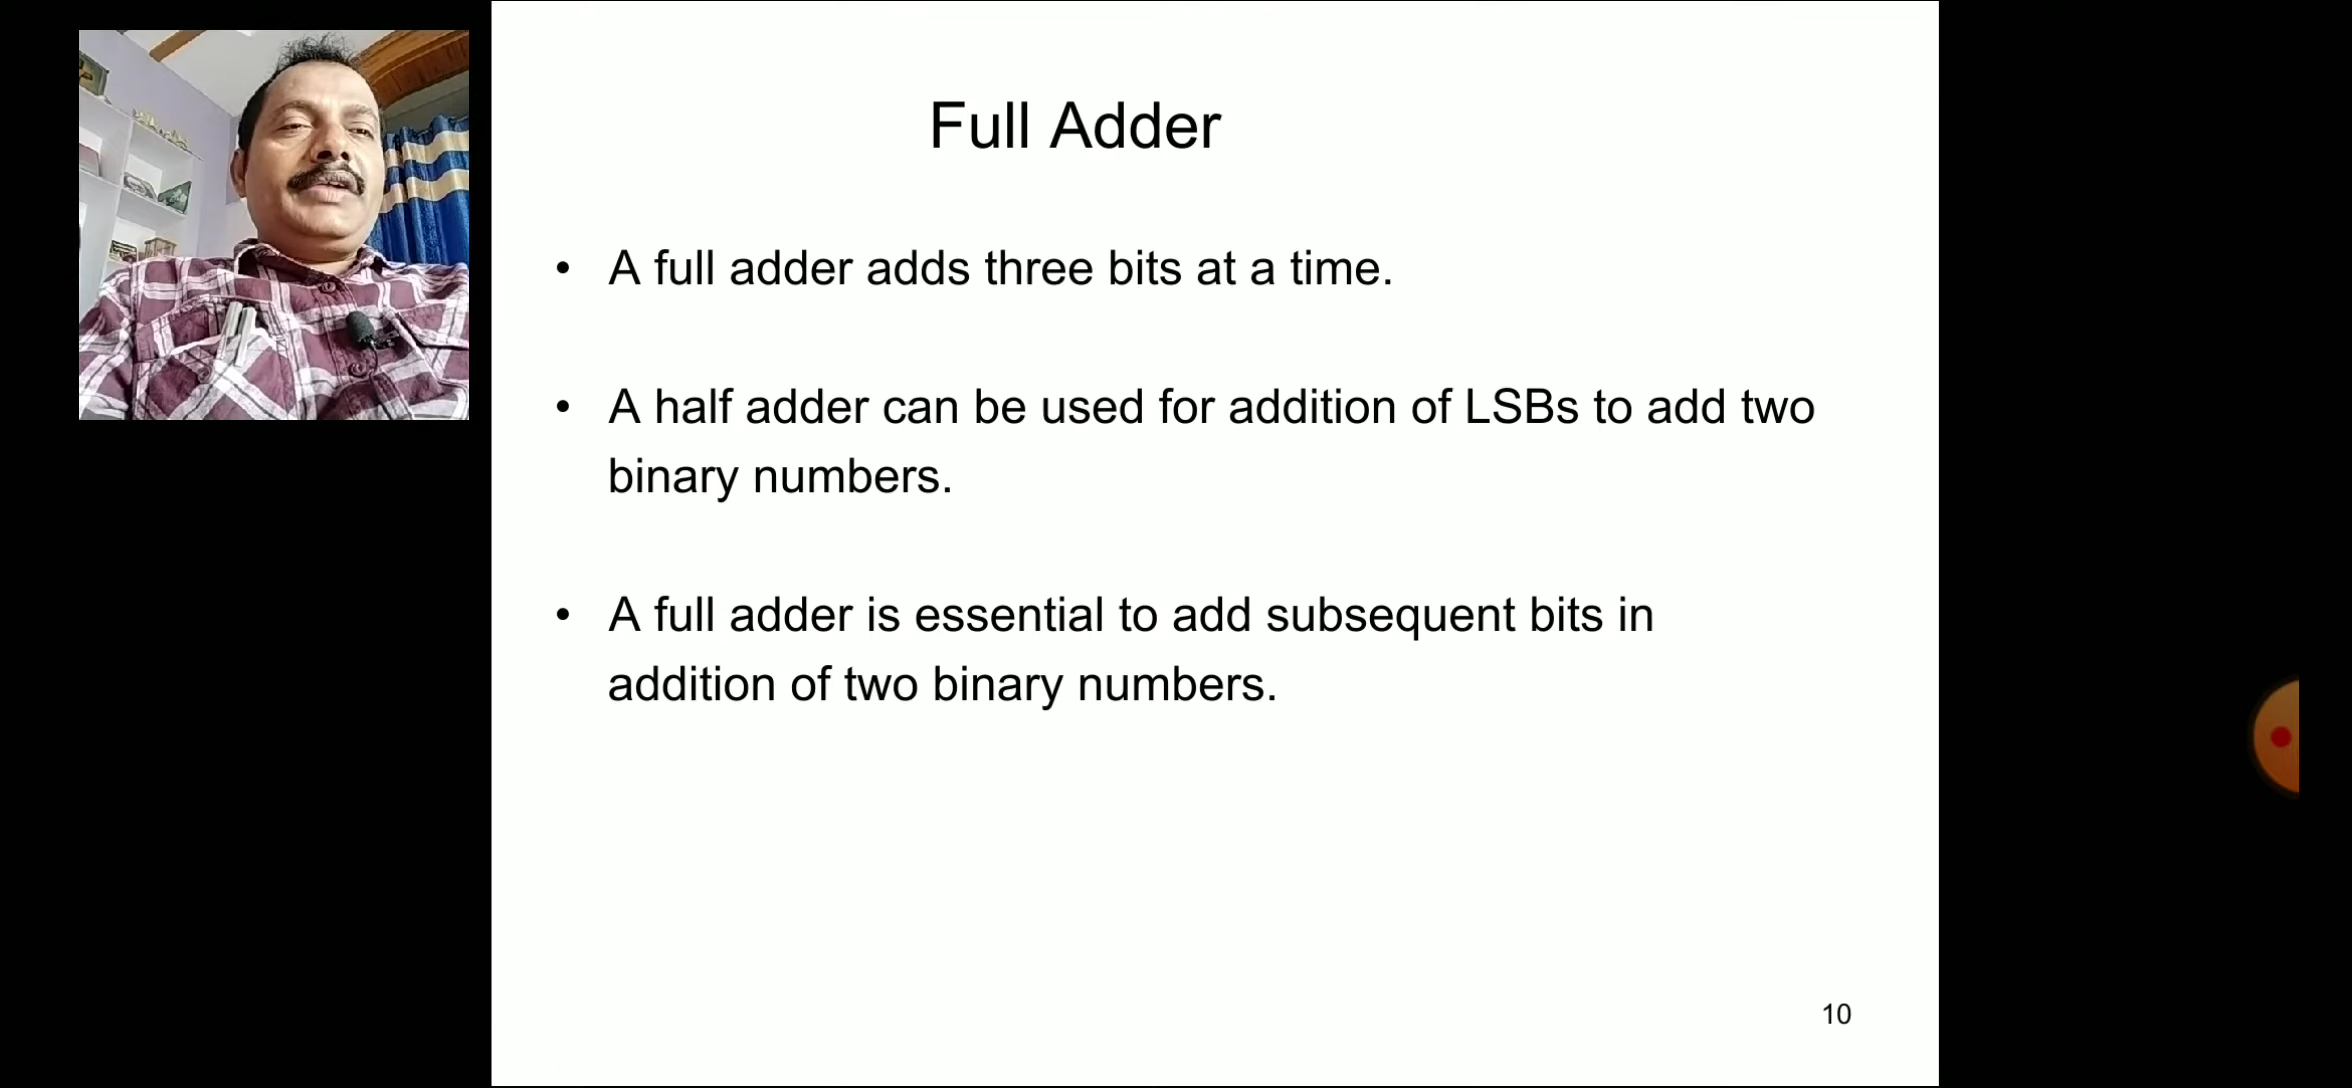 Full Adder
• A full adder adds three bits at a time.
• A half adder can be used for addition of LSBs to add two
binary numbers.
• A full adder is essential to add subsequent bits in
addition of two binary numbers.
10